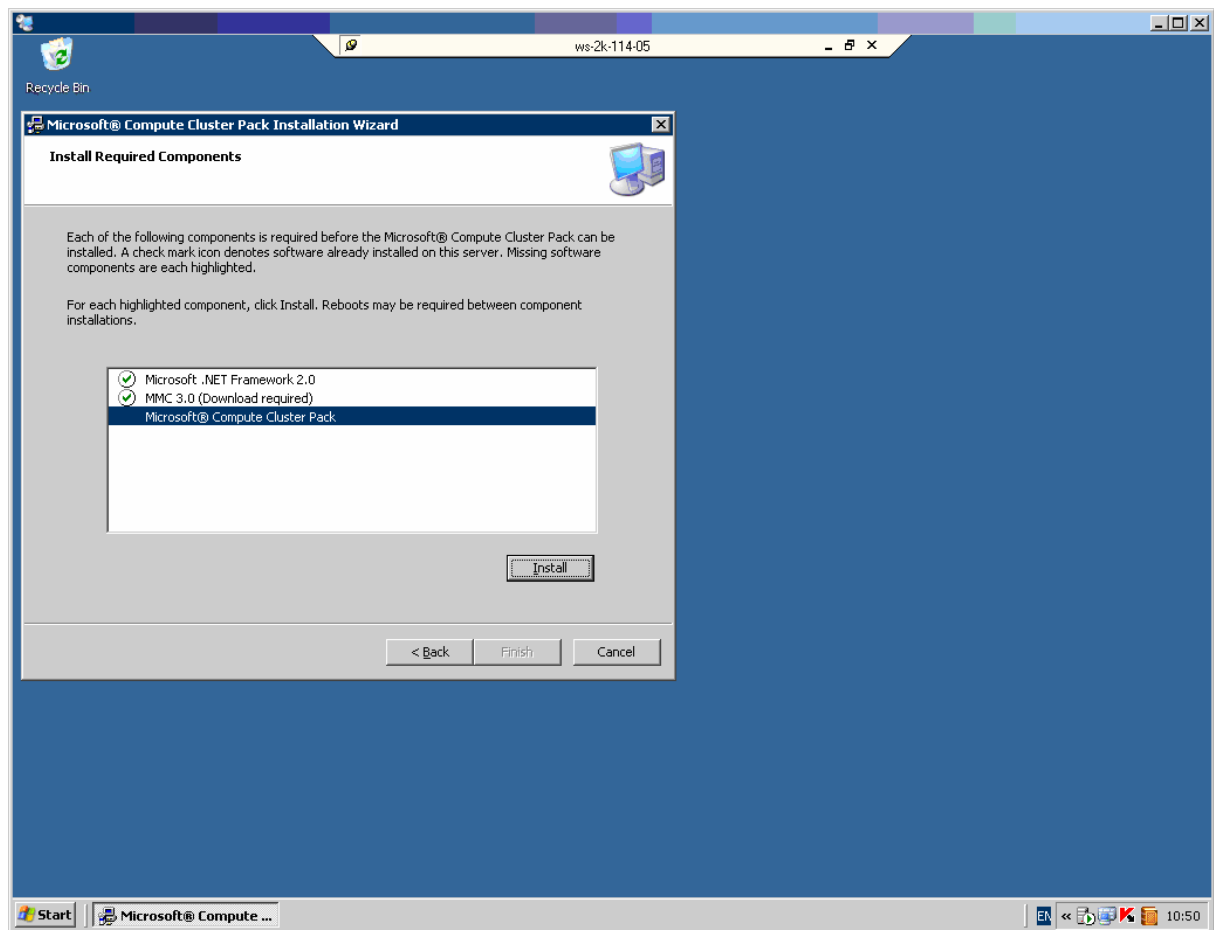 ws-2k-114-05
Recycle Bin
Microsoft® Compute Cluster Pack Installation Wizard
Install Required Components
Each of the following components is required before the Microsoft® Compute Cluster Pack can be
installed. A check mark icon denotes software already installed on this server. Missing software
components are each highlighted.
For each highlighted component, click Install. Reboots may be required between component
installations.
Microsoft .NET Framework 2.0
MMC 3.0 (Download required)
Microsoft® Compute Cluster Pack
Install
< Back Finish Cancel
Start Microsoft® Compute ... EN « 10:50